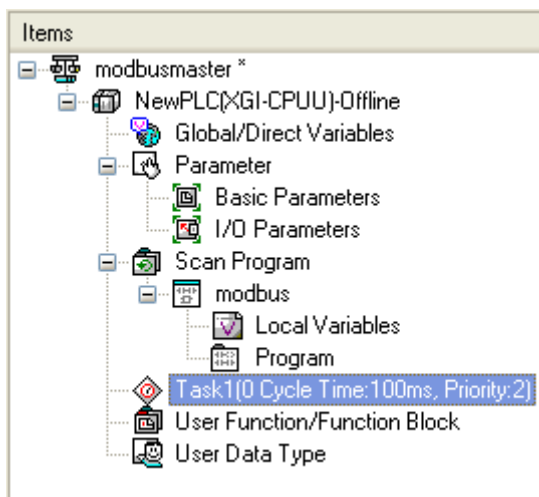 Items
modbusmaster *
NewPLC(XGI-CPUU)-Offline
Global/Direct Variables
Parameter
Basic Parameters
I/O Parameters
Scan Program
modbus
Local Variables
Program
Task1(0 Cycle Time:100ms, Priority:2)
User Function/Function Block
User Data Type